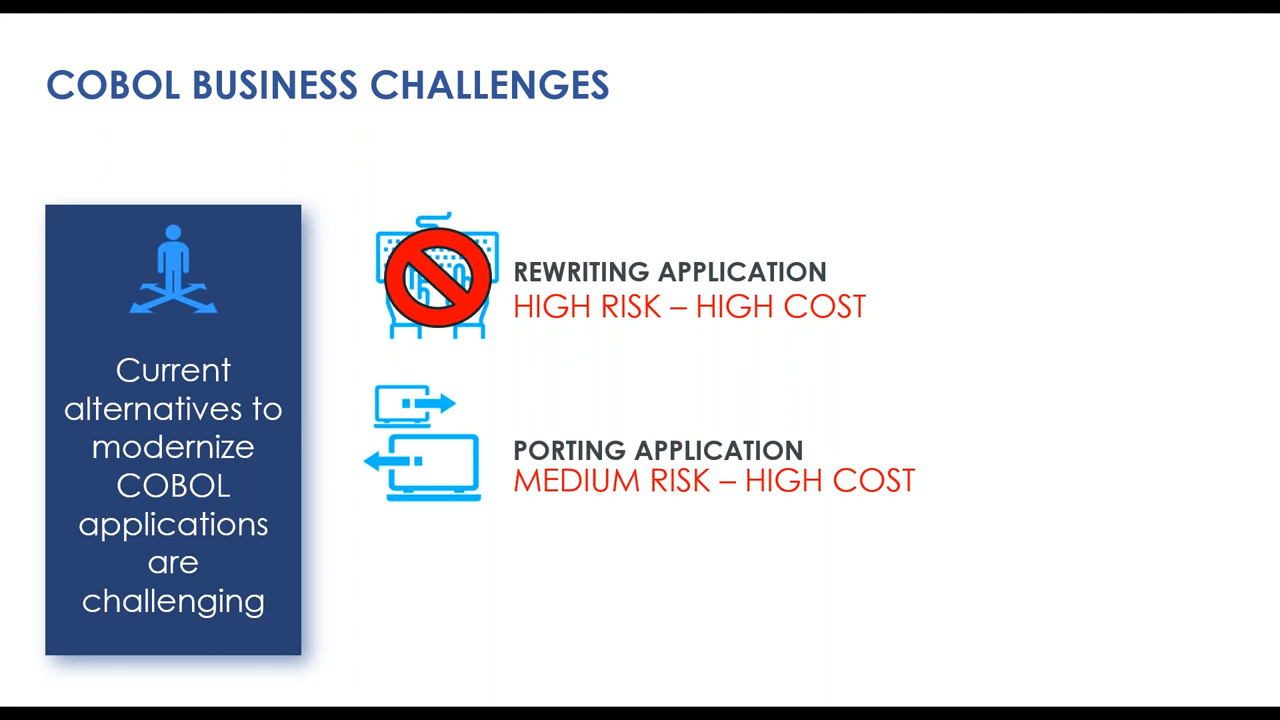 COBOL BUSINESS CHALLENGES
Current
alternatives to
modernize
COBOL
applications
are
challenging
REWRITING APPLICATION
HIGH RISK – HIGH COST
PORTING APPLICATION
MEDIUM RISK – HIGH COST